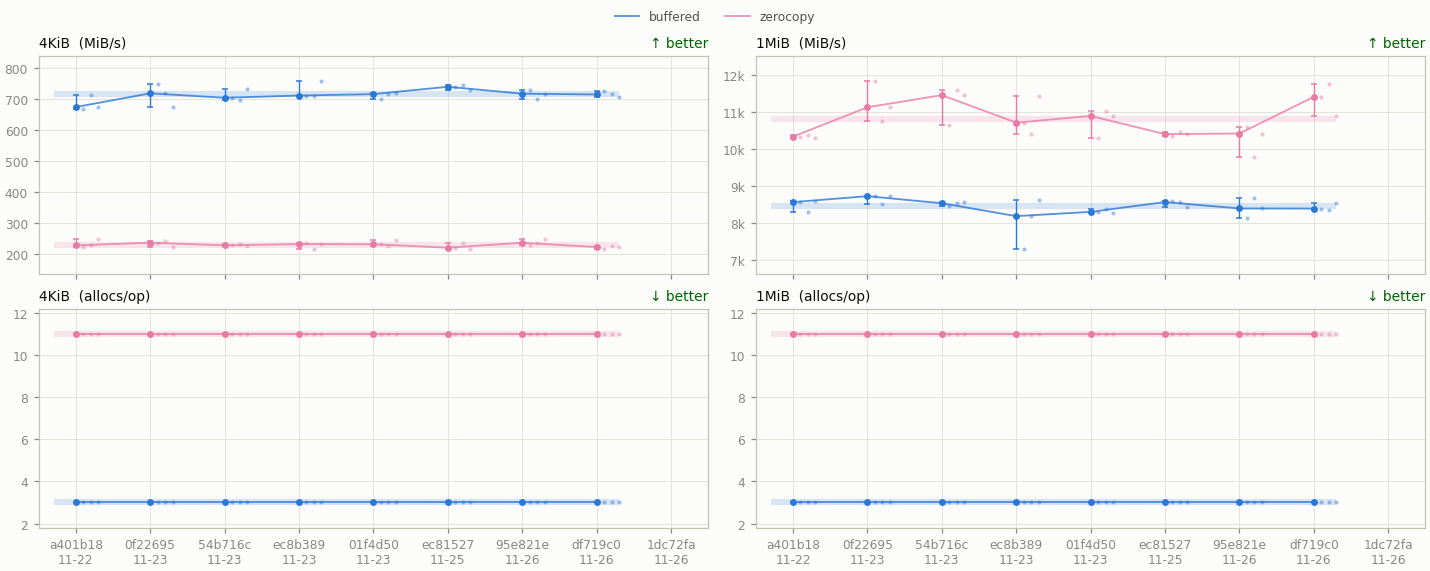 buffered zerocopy
4KiB (MiB/s) ↑ better
800
700
600
500
400
300
200
1MiB (MiB/s) ↑ better
12k
11k
10k
9k
8k
7k
4KiB (allocs/op) ↓ better
12
10
8
6
4
2
a401b18 0f22695 54b716c ec8b389 01f4d50 ec81527 95e821e df719c0 1dc72fa
11-22 11-23 11-23 11-23 11-23 11-25 11-26 11-26 11-26
1MiB (allocs/op) ↓ better
12
10
8
6
4
2
a401b18 0f22695 54b716c ec8b389 01f4d50 ec81527 95e821e df719c0 1dc72fa
11-22 11-23 11-23 11-23 11-23 11-25 11-26 11-26 11-26